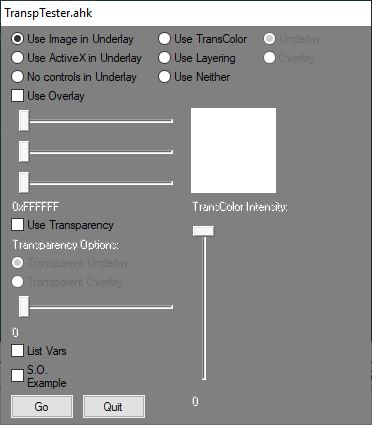 TranspTester.ahk
Use Image in Underlay
Use TransColor
Underlay
Use ActiveX in Underlay
Use Layering
Overlay
No controls in Underlay
Use Neither
Use Overlay
0xFFFFFF
TransColor Intensity:
Use Transparency
Transparency Options:
Transparent Underlay
Transparent Overlay
0
List Vars
S.O.
Example
0
Go
Quit